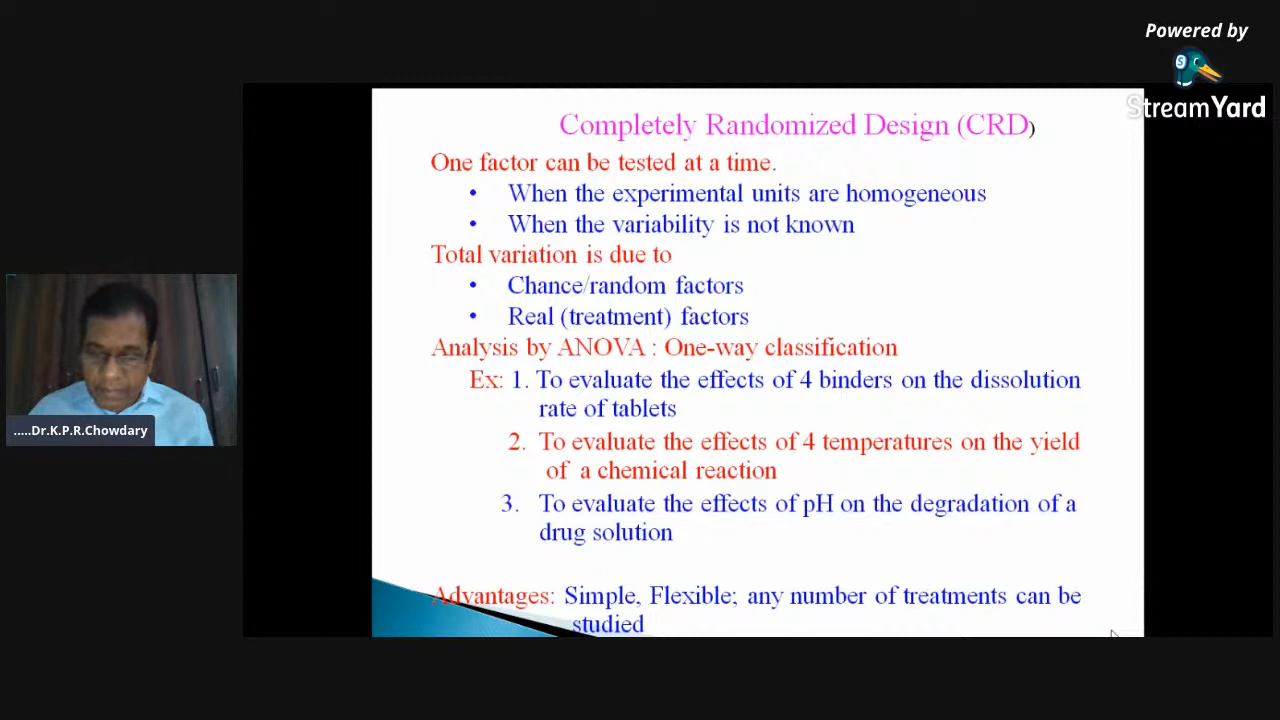 Powered by
StreamYard
Completely Randomized Design (CRD)
One factor can be tested at a time.
• When the experimental units are homogeneous
• When the variability is not known
Total variation is due to
• Chance/random factors
• Real (treatment) factors
Analysis by ANOVA : One-way classification
Ex: 1. To evaluate the effects of 4 binders on the dissolution
rate of tablets
2. To evaluate the effects of 4 temperatures on the yield
of a chemical reaction
3. To evaluate the effects of pH on the degradation of a
drug solution
Advantages: Simple, Flexible; any number of treatments can be
studied
.....Dr.K.P.R.Chowdary